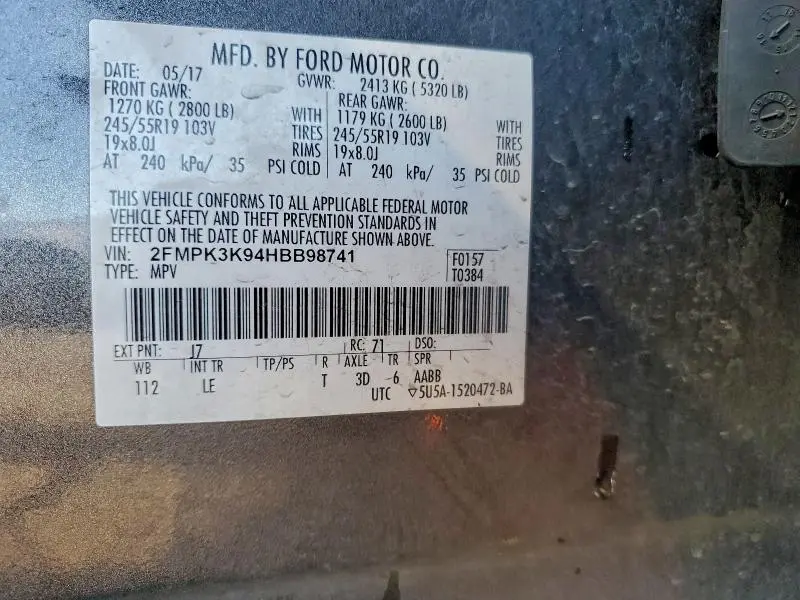 MFD. BY FORD MOTOR CO.
DATE: 05/17 GVWR: 2413 KG ( 5320 LB)
FRONT GAWR: REAR GAWR:
1270 KG ( 2800 LB) WITH 1179 KG ( 2600 LB) WITH
245/55R19 103V TIRES 245/55R19 103V TIRES
19x8.0J RIMS 19x8.0J RIMS
AT 240 kPa/ 35 PSI COLD AT 240 kPa/ 35 PSI COLD
THIS VEHICLE CONFORMS TO ALL APPLICABLE FEDERAL MOTOR
VEHICLE SAFETY AND THEFT PREVENTION STANDARDS IN
EFFECT ON THE DATE OF MANUFACTURE SHOWN ABOVE.
VIN: 2FMPK3K94HBB98741 F0157
TYPE: MPV T0384
EXT PNT: J7 RC: 71 DSO:
WB INT TR TP/PS R AXLE TR SPR
112 LE T 3D 6 AABB
UTC ▽5U5A-1520472-BA